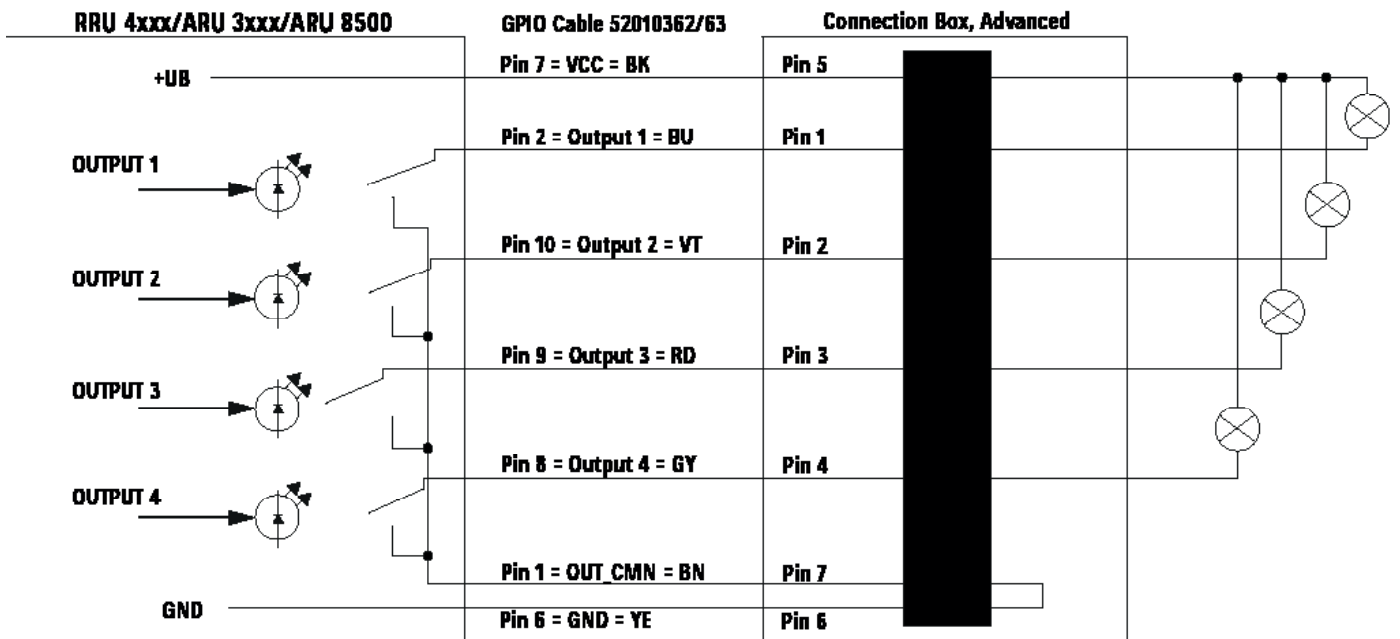 RRU 4xxx/ARU 3xxx/ARU 8500
GPIO Cable 52010362/63
Connection Box, Advanced
+UB
Pin 7 = VCC = BK
Pin 5
OUTPUT 1
Pin 2 = Output 1 = BU
Pin 1
OUTPUT 2
Pin 10 = Output 2 = VT
Pin 2
OUTPUT 3
Pin 9 = Output 3 = RD
Pin 3
OUTPUT 4
Pin 8 = Output 4 = GY
Pin 4
Pin 1 = OUT_CMN = BN
Pin 7
GND
Pin 6 = GND = YE
Pin 6